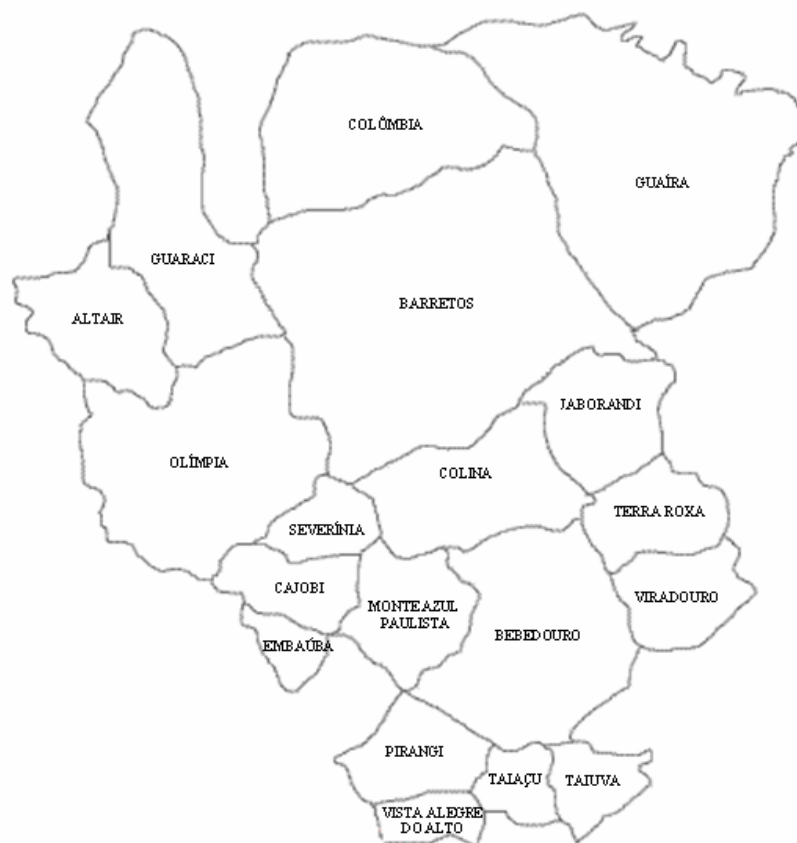 COLÔMBIA
GUAÍRA
GUARACI
BARRETOS
ALTAIR
JABORANDI
OLÍMPIA
COLINA
TERRA ROXA
SEVERÍNIA
CAJOBI
VIRADOURO
MONTE AZUL
PAULISTA
BEBEDOURO
EMBAÚBA
PIRANGI
TAIAÇU
TAIUVA
VISTA ALEGRE
DO ALTO